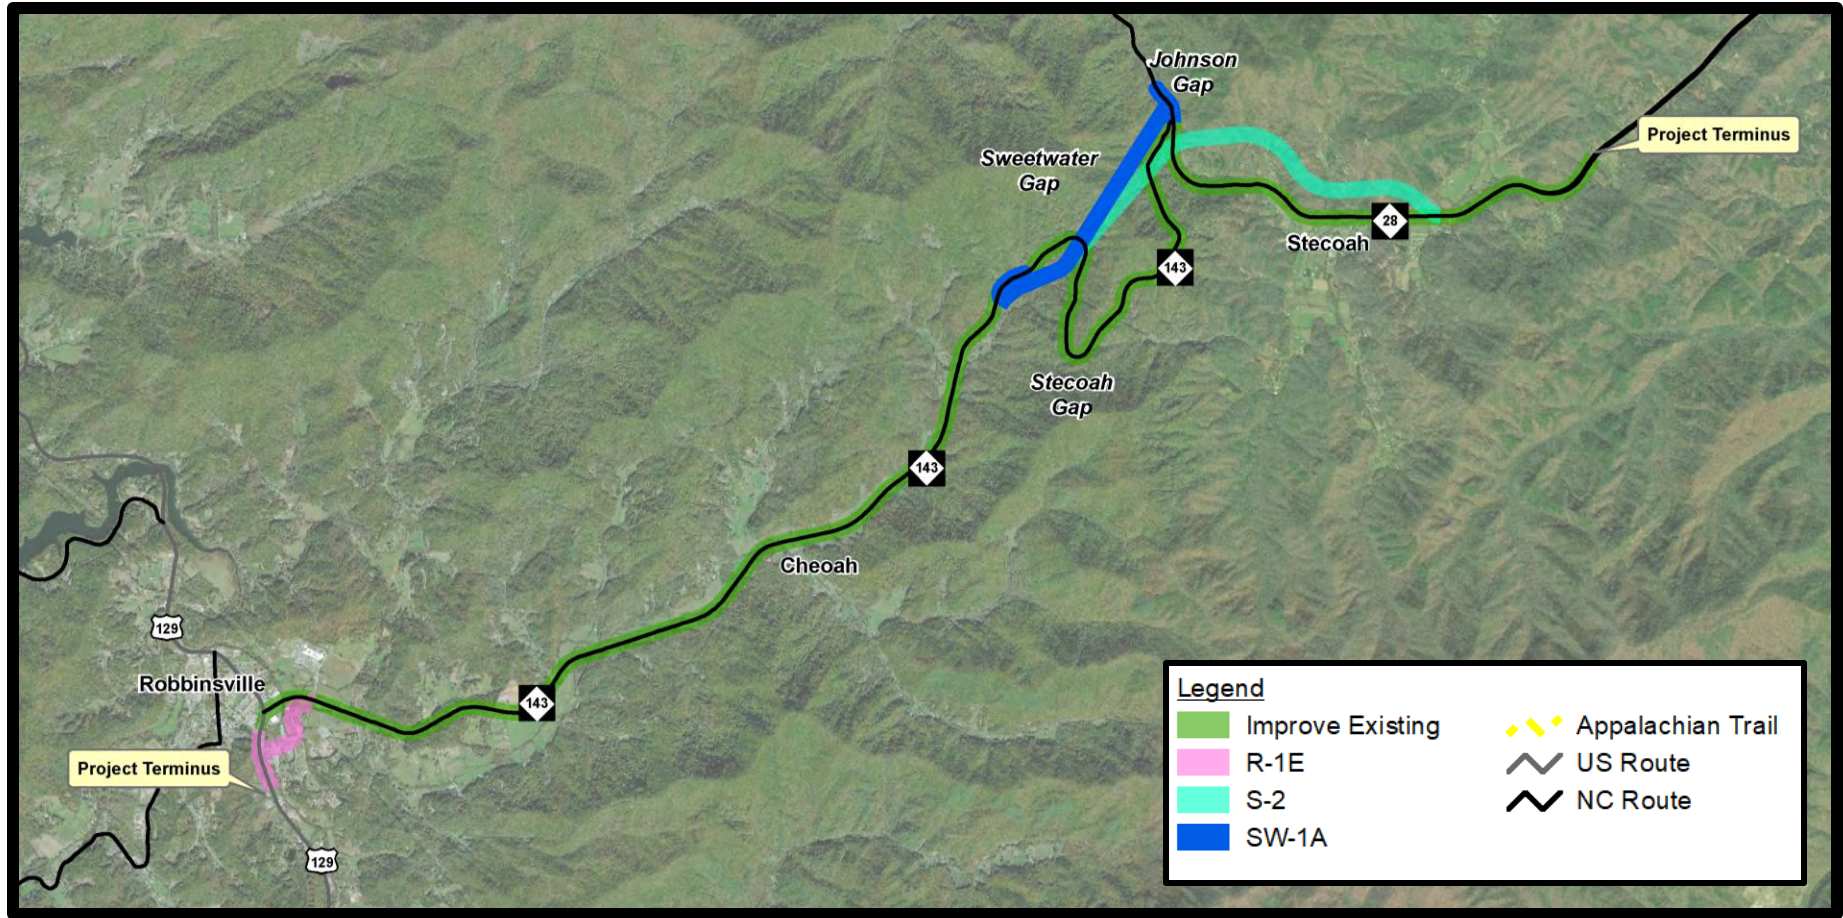 Johnson
Gap
Project Terminus
Sweetwater
Gap
28
Stecoah
143
Stecoah
Gap
143
Cheoah
129
Robbinsville
143
Project Terminus
129
Legend
Improve Existing
R-1E
S-2
SW-1A
Appalachian Trail
US Route
NC Route